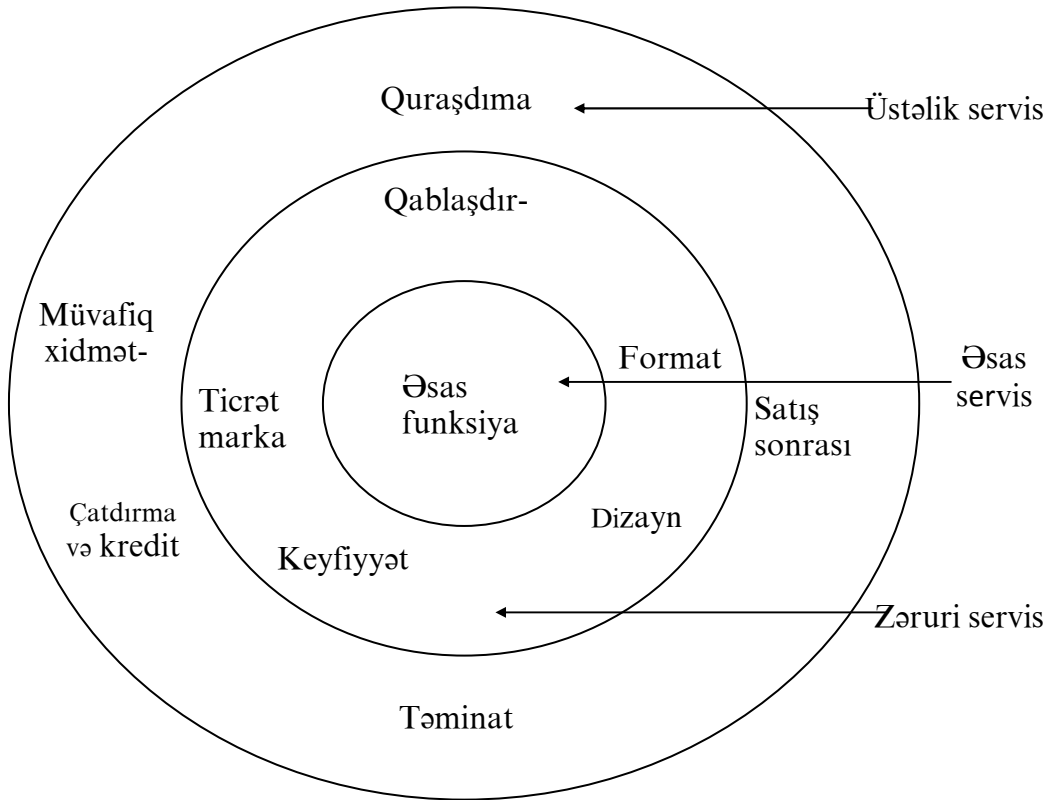 Quraşdıma
Üstəlik servis
Qablaşdır-
Müvafiq
xidmət-
Format
Əsas
servis
Əsas
funksiya
Ticrət
marka
Satış
sonrası
Çatdırma
və kredit
Dizayn
Keyfiyyət
Zəruri servis
Təminat